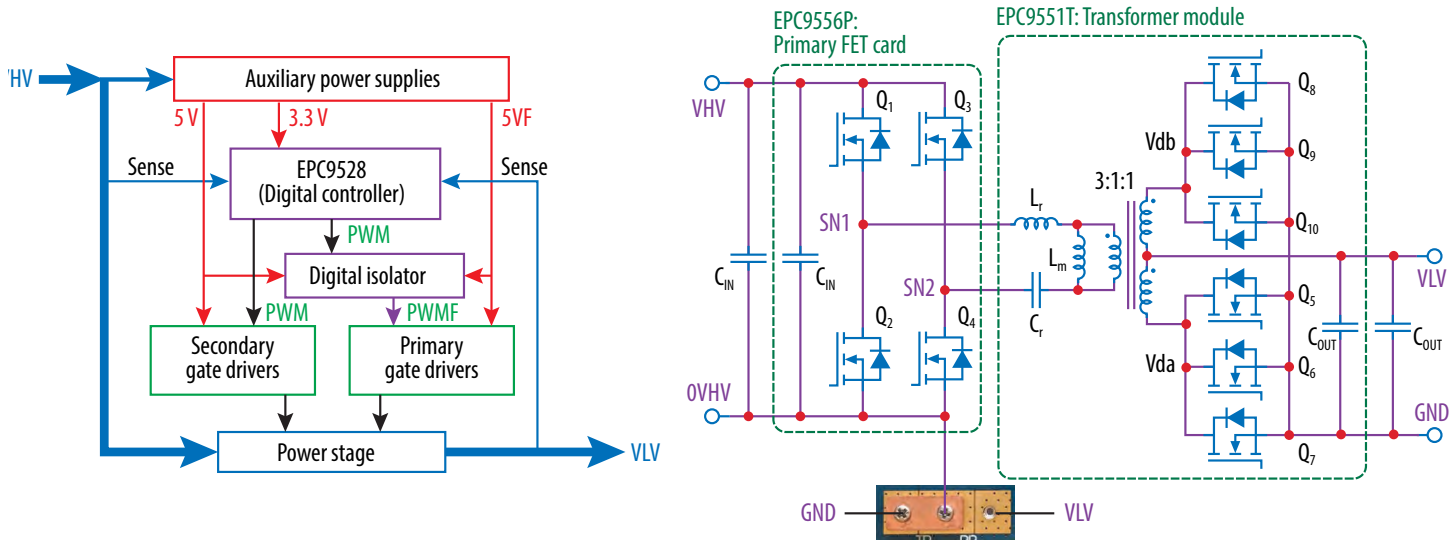 VHV
Auxiliary power supplies
5 V
3.3 V
5VF
Sense
EPC9528
(Digital controller)
Sense
PWM
Digital isolator
PWM
PWMF
Secondary
gate drivers
Primary
gate drivers
Power stage
VLV
EPC9556P:
Primary FET card
EPC9551T: Transformer module
VHV
Q1
Q3
Q8
Vdb
Q9
3:1:1
Lr
Q10
SN1
CIN
CIN
Lm
SN2
VLV
Q5
Q2
Q4
Cr
COUT
COUT
Vda
Q6
0VHV
GND
Q7
GND
VLV